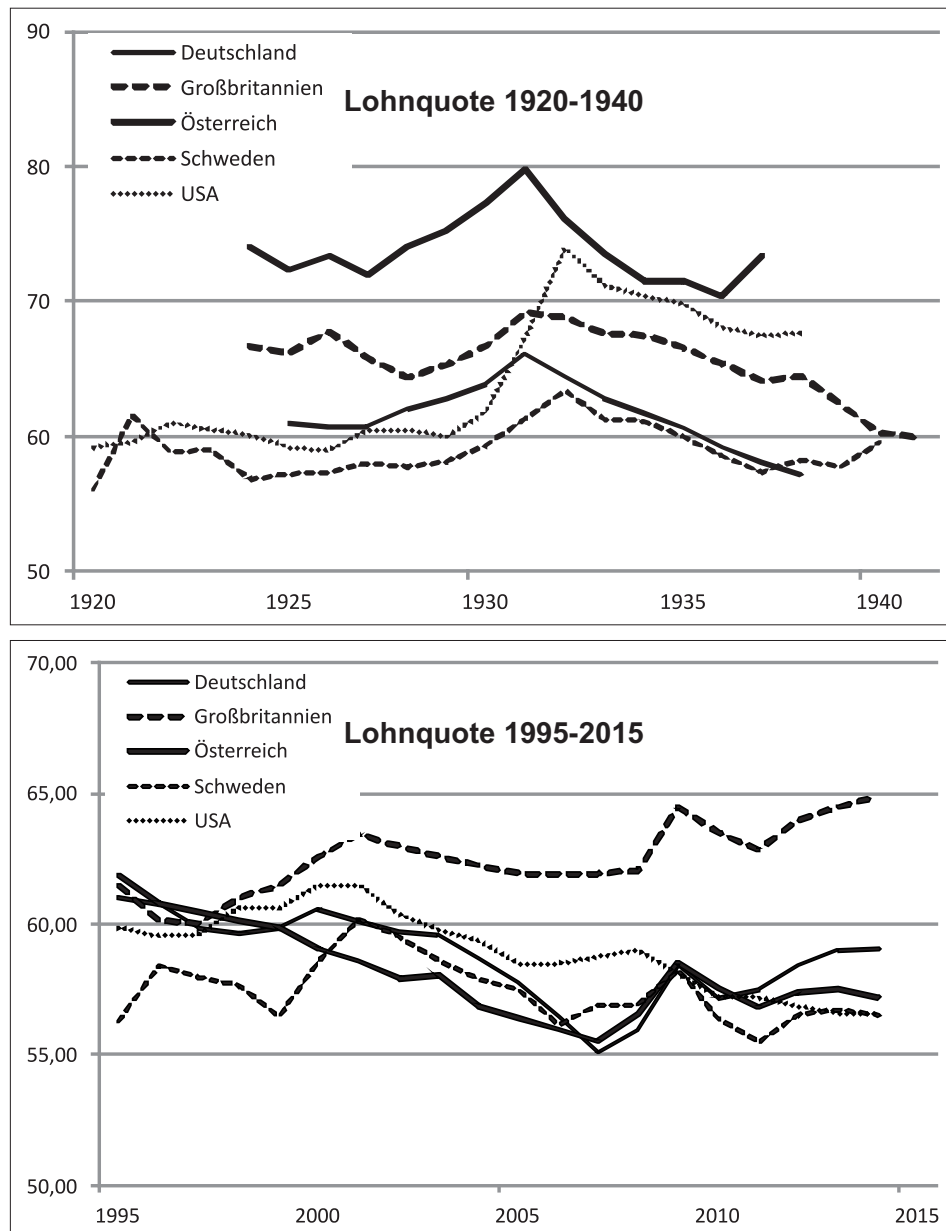 90
80
70
60
50
Deutschland
Großbritannien
Österreich
Schweden
USA
Lohnquote 1920-1940
1920 1925 1930 1935 1940
70,00
65,00
60,00
55,00
50,00
Deutschland
Großbritannien
Österreich
Schweden
USA
Lohnquote 1995-2015
1995 2000 2005 2010 2015